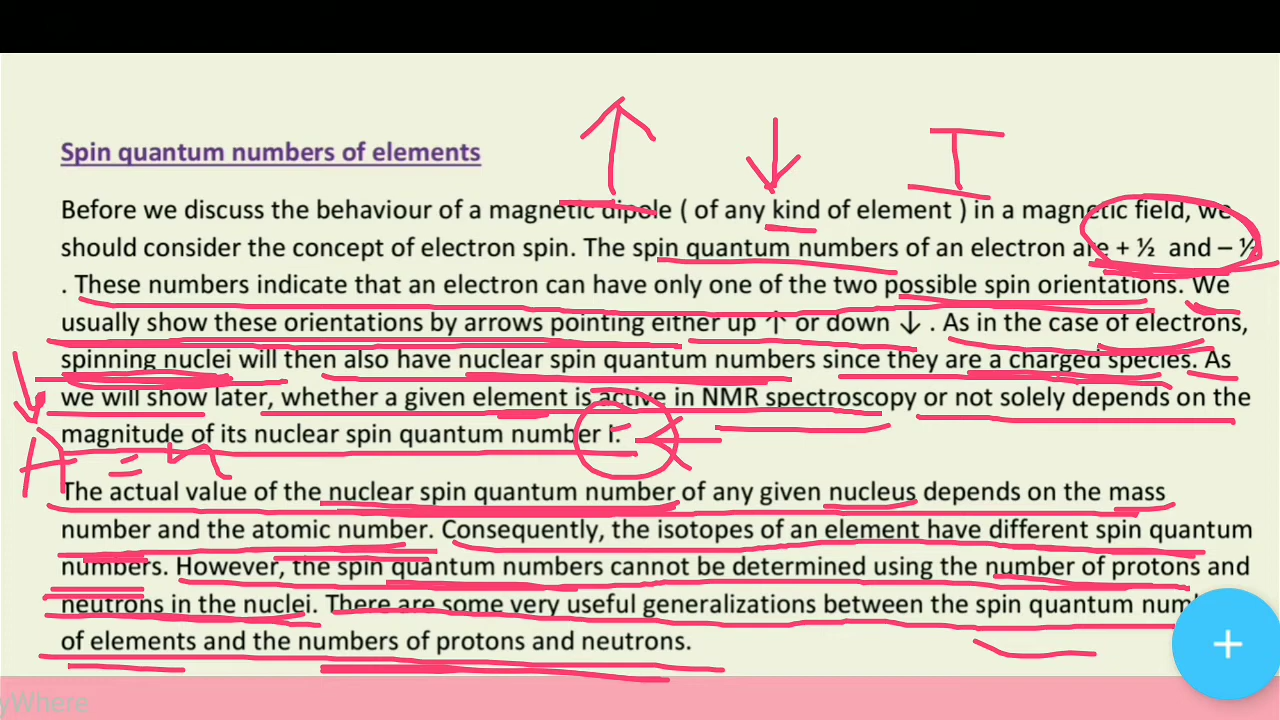 Spin quantum numbers of elements
I
Before we discuss the behaviour of a magnetic dipole ( of any kind of element ) in a magnetic field, we
should consider the concept of electron spin. The spin quantum numbers of an electron are + ½ and – ½
. These numbers indicate that an electron can have only one of the two possible spin orientations. We
usually show these orientations by arrows pointing either up ↑ or down ↓ . As in the case of electrons,
spinning nuclei will then also have nuclear spin quantum numbers since they are a charged species. As
we will show later, whether a given element is active in NMR spectroscopy or not solely depends on the
magnitude of its nuclear spin quantum number I.
The actual value of the nuclear spin quantum number of any given nucleus depends on the mass
number and the atomic number. Consequently, the isotopes of an element have different spin quantum
numbers. However, the spin quantum numbers cannot be determined using the number of protons and
neutrons in the nuclei. There are some very useful generalizations between the spin quantum
of elements and the numbers of protons and neutrons.